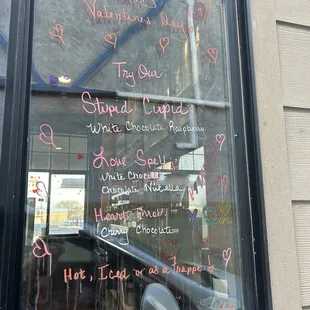 Valentines Day
Try Our
Stupid Cupid
White Chocolate Raspberry
Love Spell
White Chocolate
Chocolate Nutella
Heart Throb
Cherry Chocolate
Hot, Iced or as a Frappe!